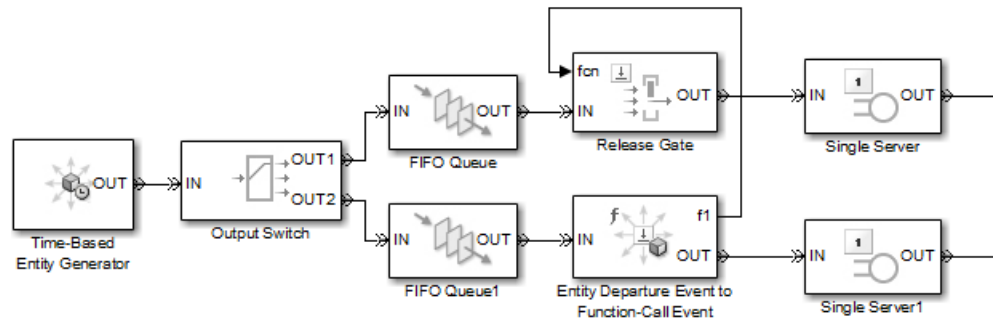 OUT
Time-Based
Entity Generator
IN
OUT1
OUT2
Output Switch
IN
OUT
FIFO Queue
IN
OUT
FIFO Queue1
fcn
IN
OUT
Release Gate
f
f1
IN
OUT
Entity Departure Event to
Function-Call Event
1
IN
OUT
Single Server
1
IN
OUT
Single Server1